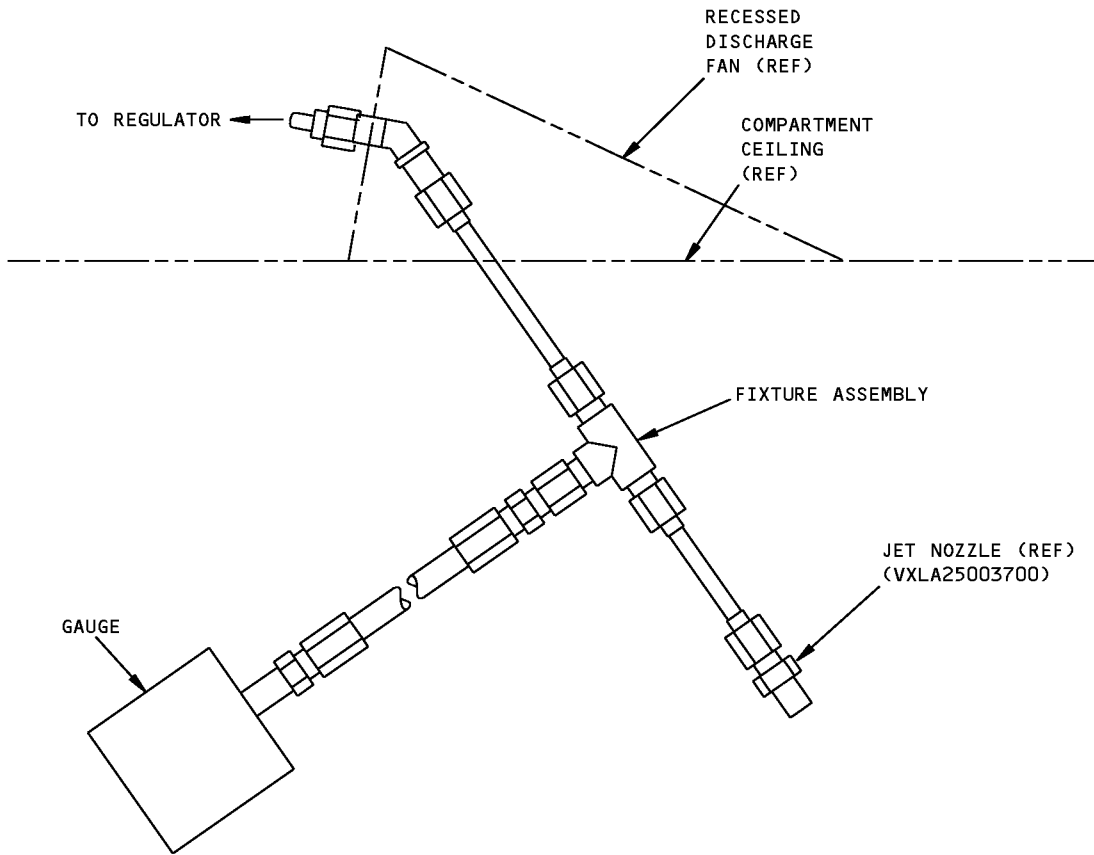 RECESSED
DISCHARGE
FAN (REF)
TO REGULATOR
COMPARTMENT
CEILING
(REF)
FIXTURE ASSEMBLY
JET NOZZLE (REF)
(VXLA25003700)
GAUGE